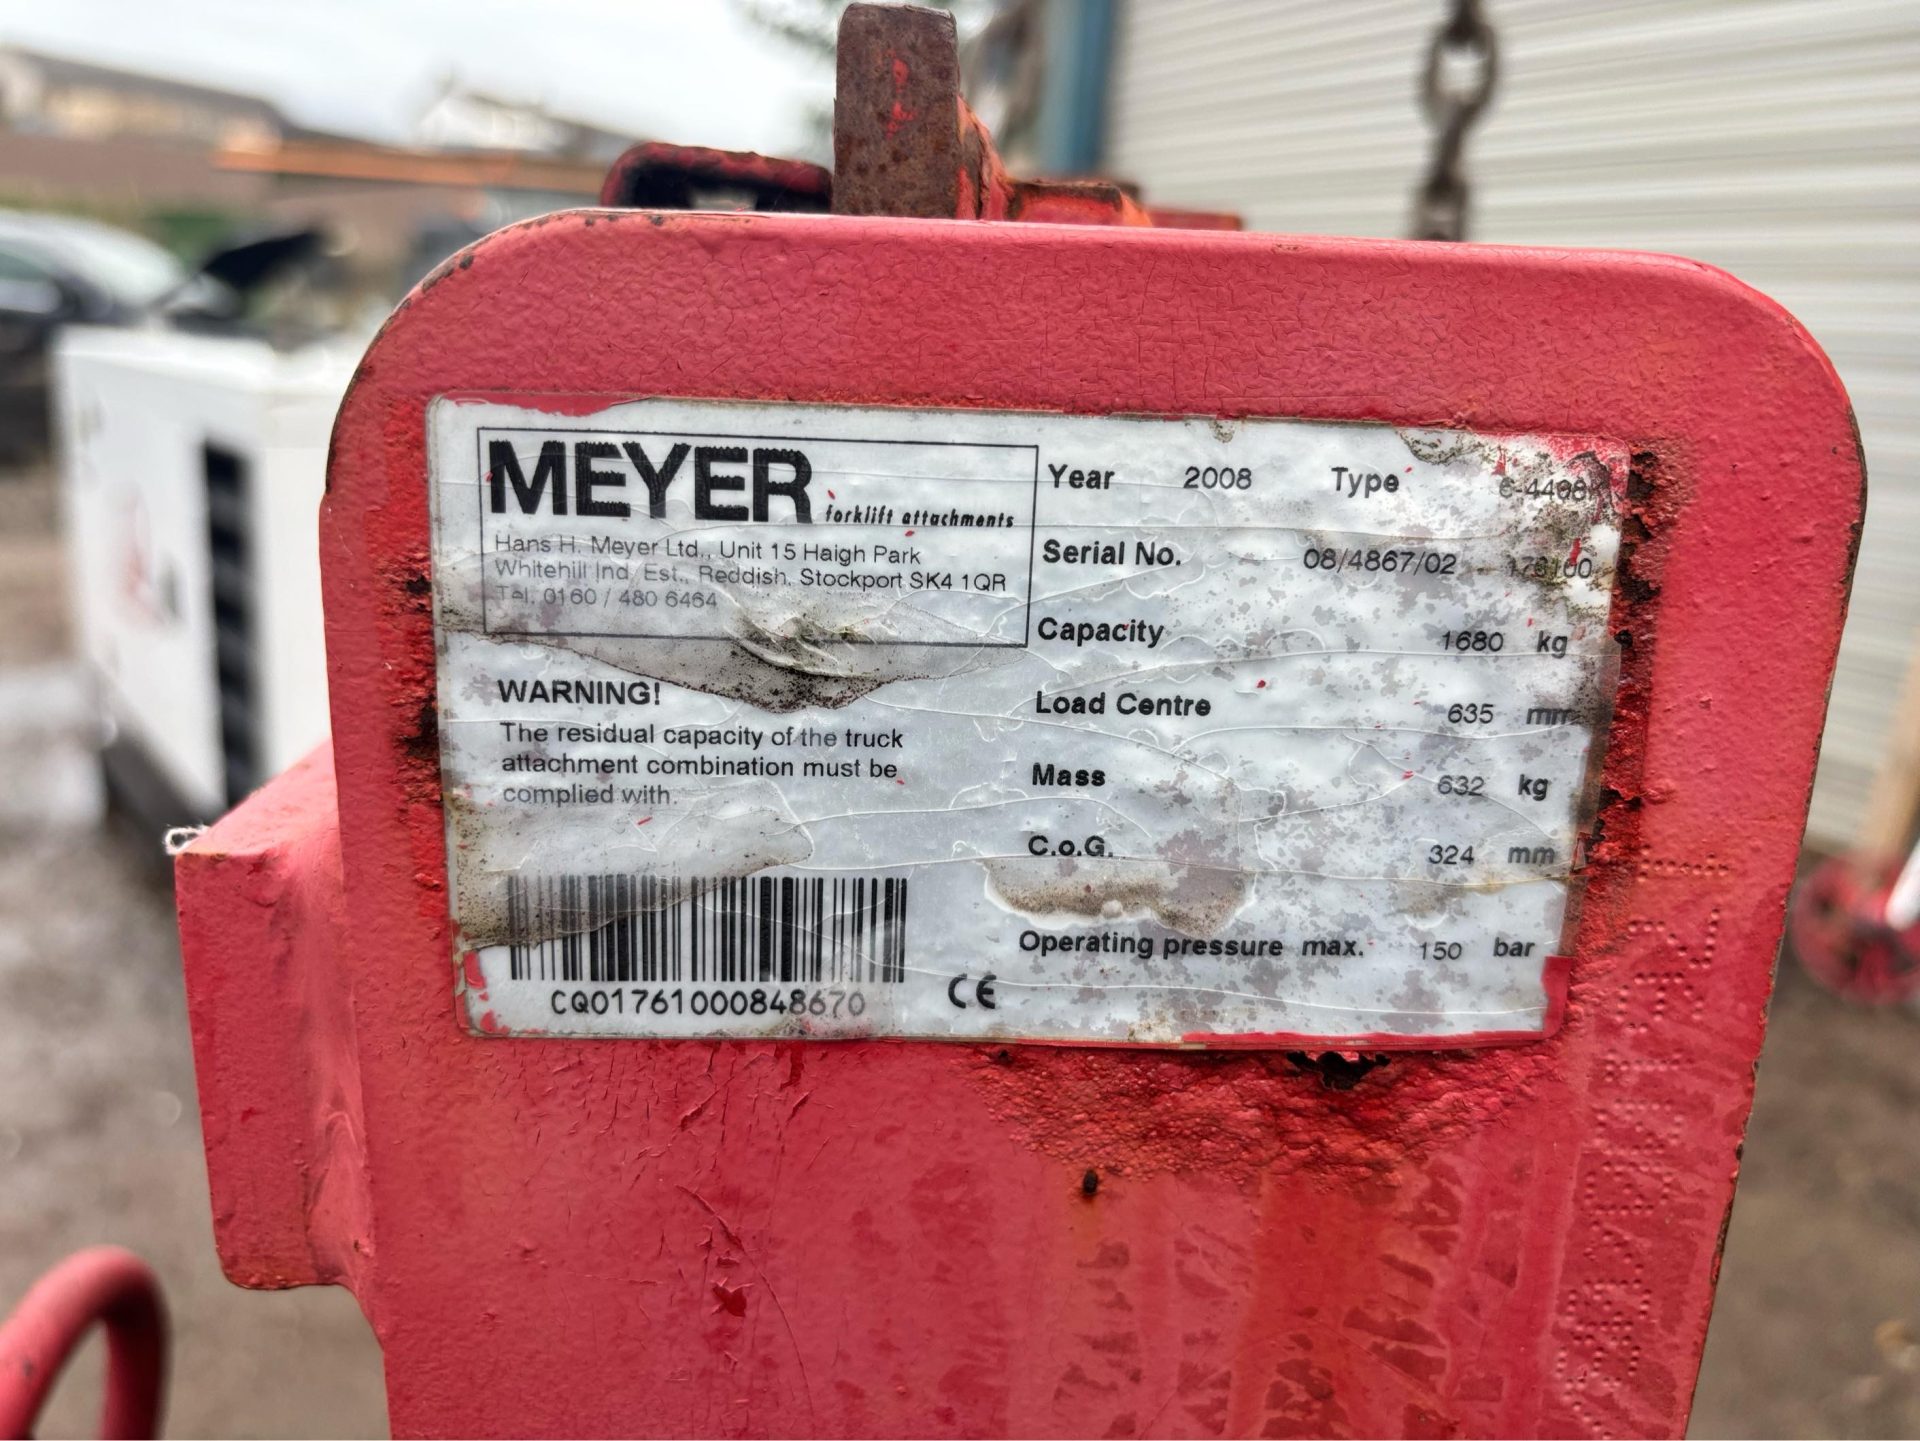 MEYER
forklift attachments
Hans H. Meyer Ltd., Unit 15 Haigh Park
Whitehill Ind. Est., Reddish, Stockport SK4 1QR
Tel. 0160 / 480 6464
WARNING!
The residual capacity of the truck
attachment combination must be
complied with.
CQ01761000848670
CE
Year 2008 Type
Serial No. 08/4867/02
Capacity 1680 kg
Load Centre 635 mm
Mass 632 kg
C.o.G. 324 mm
Operating pressure max. 150 bar